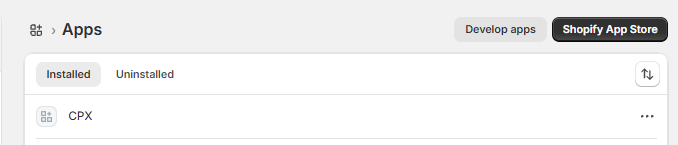 Apps
Develop apps
Shopify App Store
Installed
Uninstalled
CPX